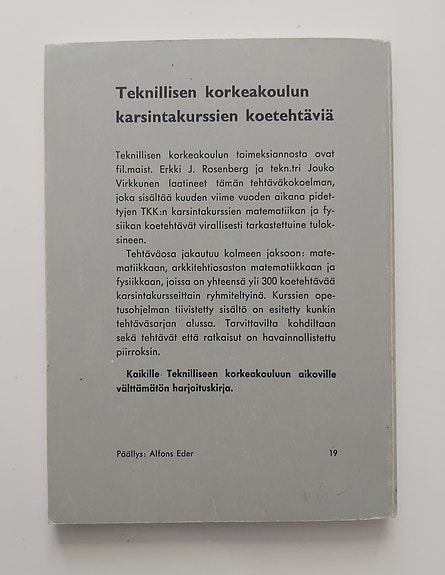 Teknillisen korkeakoulun
karsintakurssien koetehtäviä
Teknillisen korkeakoulun toimeksiannosta ovat
fil.maist. Erkki J. Rosenberg ja tekn.tri Jouko
Virkkunen laatineet tämän tehtäväkokoelman,
joka sisältää kuuden viime vuoden aikana pidet-
tyjen TKK:n karsintakurssien matematiikan ja fy-
siikan koetehtävät virallisesti tarkastettuine tulok-
sineen.
Tehtäväosa jakautuu kolmeen jaksoon: mate-
matiikkaan, arkkitehtiosaston matematiikkaan ja
fysiikkaan, joissa on yhteensä yli 300 koetehtävää
karsintakursseittain ryhmiteltyinä. Kurssien ope-
tusohjelman tiivistetty sisältö on esitetty kunkin
tehtäväsarjan alussa. Tarvittavilta kohdiltaan
sekä tehtävät että ratkaisut on havainnollistettu
piirroksin.
Kaikille Teknilliseen korkeakouluun aikoville
välttämätön harjoituskirja.
Päällys: Alfons Eder 19